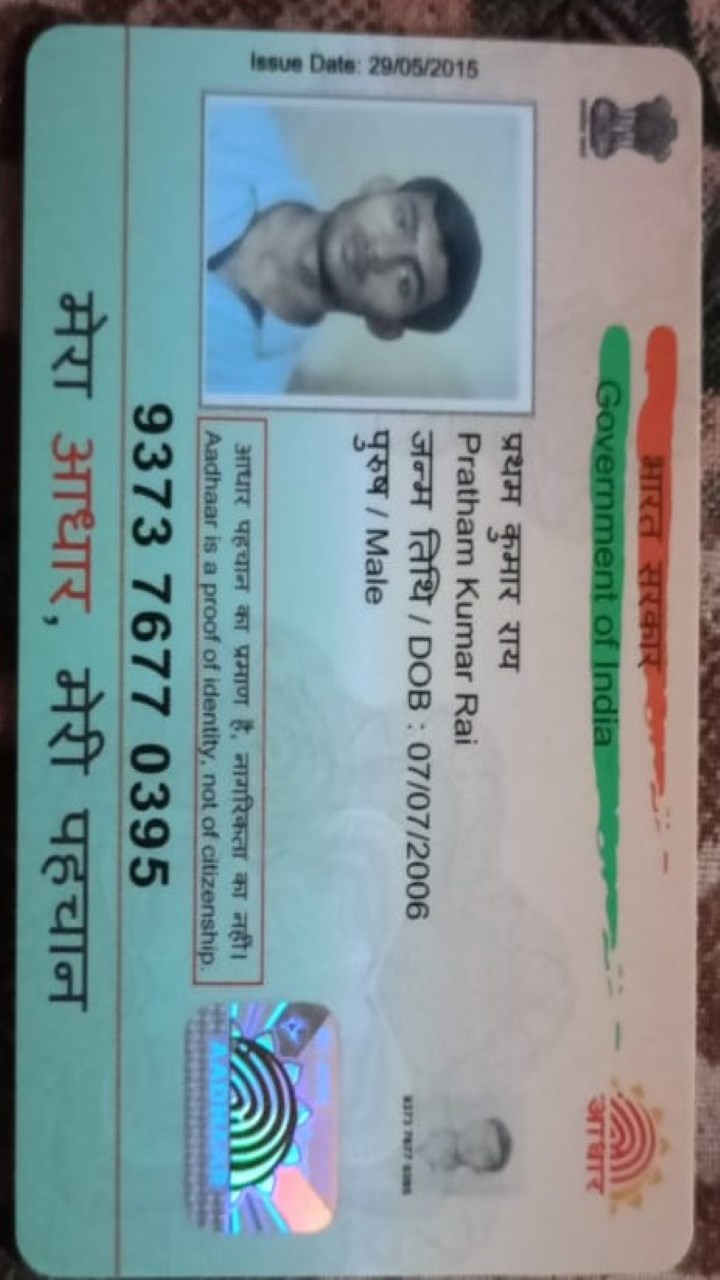 भारत सरकार
Government of India
Issue Date: 29/05/2015
प्रथम कुमार राय
Pratham Kumar Rai
जन्म तिथि / DOB : 07/07/2006
पुरुष / Male
9373 7677 0395
आधार
आधार पहचान का प्रमाण है, नागरिकता का नहीं।
Aadhaar is a proof of identity, not of citizenship.
AADHAAR
9373 7677 0395
मेरा आधार, मेरी पहचान